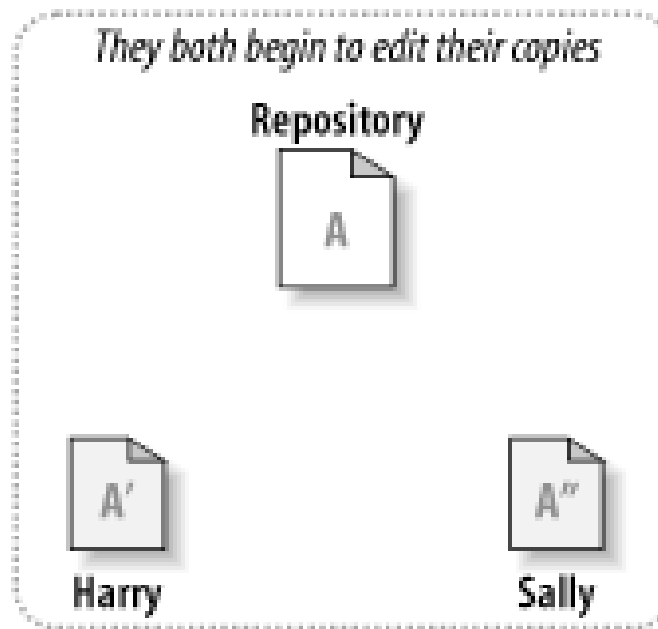 They both begin to edit their copies
Repository
A
A'
A"
Harry
Sally